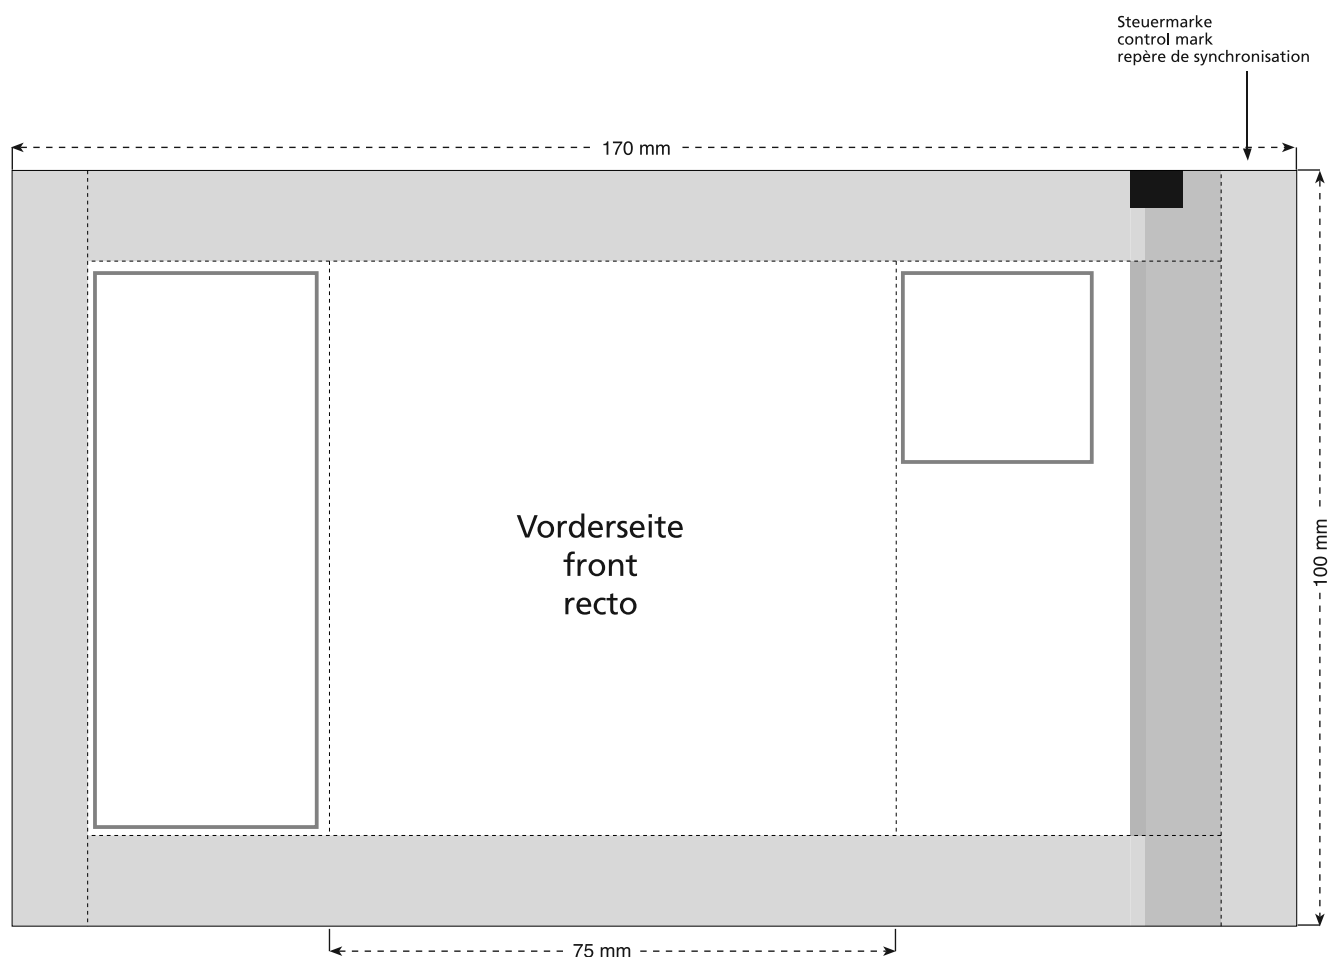 Steuermarke
control mark
repère de synchronisation
170 mm
Vorderseite
front
recto
100 mm
75 mm